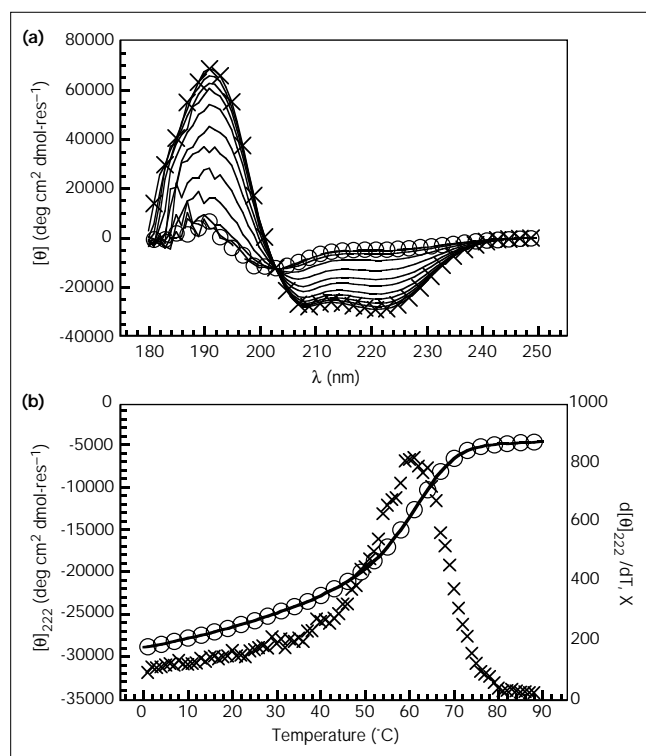 (a)
80000
60000
40000
20000
0
-20000
-40000
[θ] (deg cm² dmol-res⁻¹)
180 190 200 210 220 230 240 250
λ (nm)
(b)
0
-5000
-10000
-15000
-20000
-25000
-30000
-35000
[θ]₂₂₂ (deg cm² dmol-res⁻¹)
1000
800
600
400
200
0
d[θ]₂₂₂ /dT, X
0 10 20 30 40 50 60 70 80 90
Temperature (˚C)